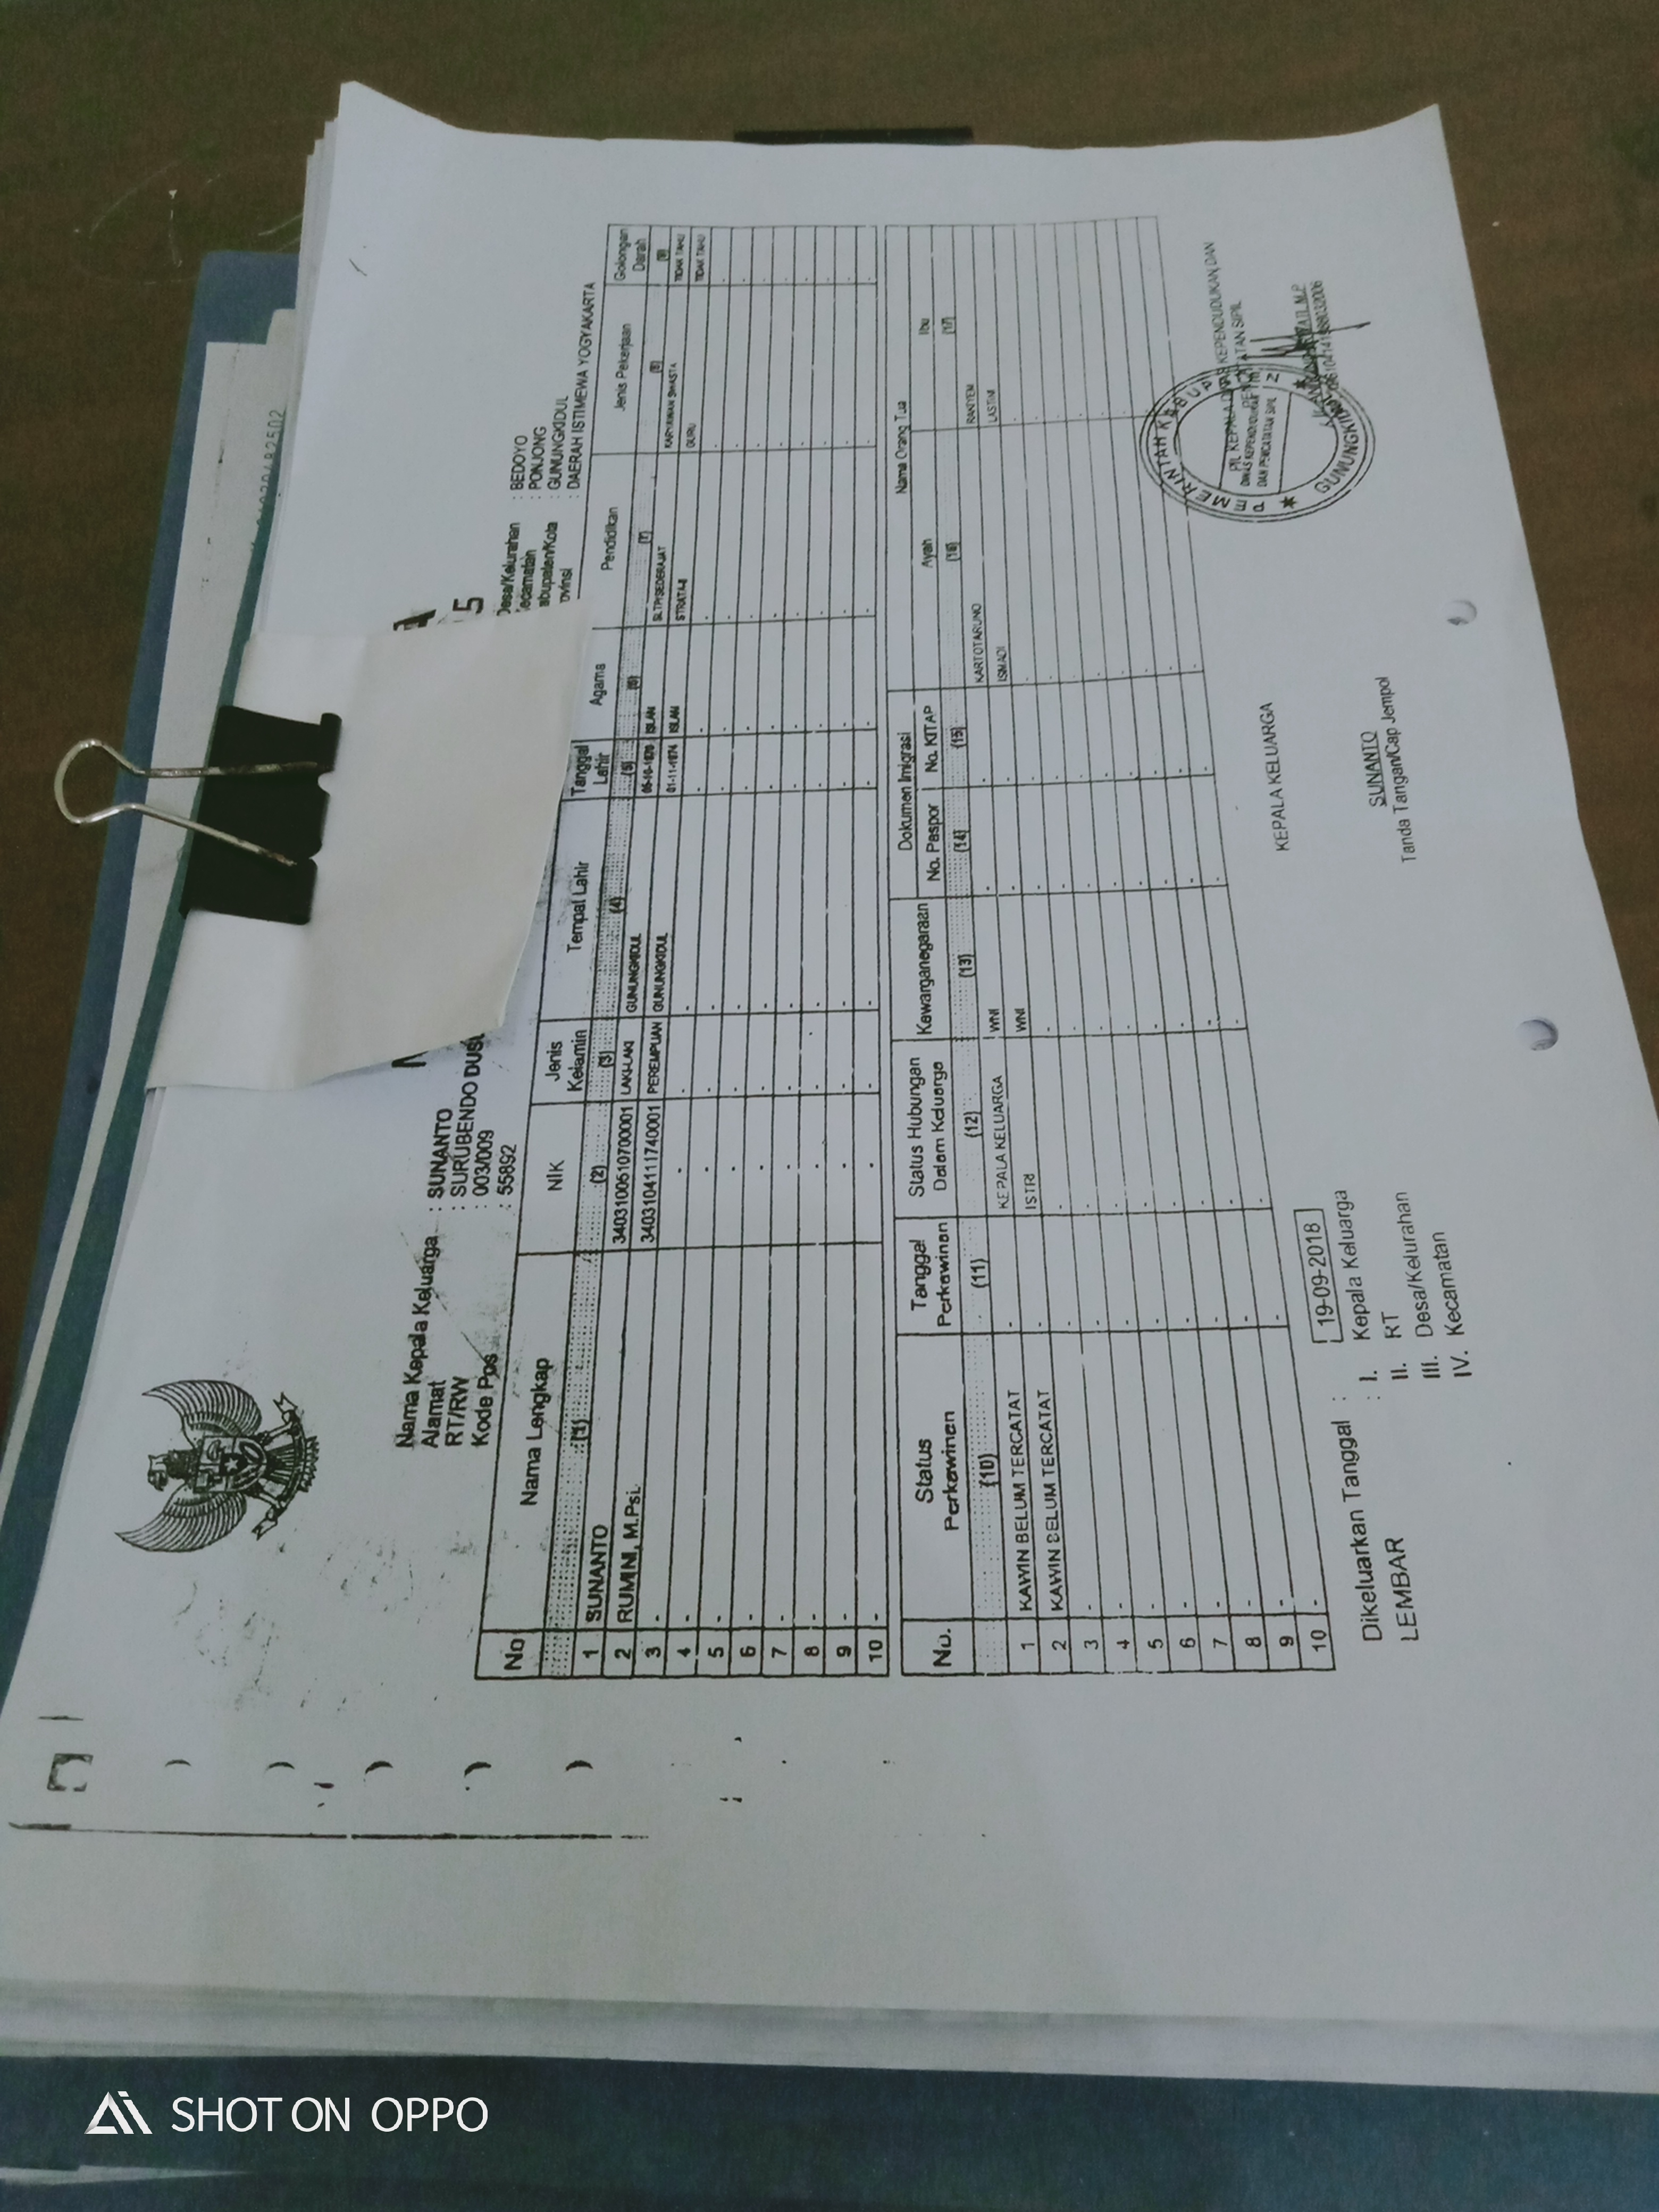 Nama Kepala Keluarga : SUNANTO
Alamat : SURUBENDO
RT/RW : 003/009
Kode Pos : 55892
Desa/Kelurahan : BEDOYO
Kecamatan : PONJONG
Kabupaten/Kota : GUNUNGKIDUL
: DAERAH ISTIMEWA YOGYAKARTA
No Nama Lengkap NIK Jenis Kelamin Tempat Lahir Tanggal Lahir Agama Pendidikan Jenis Pekerjaan Golongan Darah
(1) (2) (3) (4) (5) (6) (7) (8) (9)
1 SUNANTO 3403100510700001 LAKI-LAKI GUNUNGKIDUL 05-10-1970 ISLAM SLTP/SEDERAJAT KARYAWAN SWASTA TIDAK TAHU
2 RUMINI, M.Psi. 3403104111740001 PEREMPUAN GUNUNGKIDUL 01-11-1974 ISLAM STRATA-II GURU TIDAK TAHU
3 - - - - - - - - -
4 - - - - - - - - -
5 - - - - - - - - -
6 - - - - - - - - -
7 - - - - - - - - -
8 - - - - - - - - -
9 - - - - - - - - -
10 - - - - - - - - -
No. Status Perkawinan Tanggal Perkawinan Status Hubungan Dalam Keluarga Kewarganegaraan Dokumen Imigrasi Nama Orang Tua
No. Paspor No. KITAP Ayah Ibu
(10) (11) (12) (13) (14) (15) (16) (17)
1 KAWIN BELUM TERCATAT - KEPALA KELUARGA WNI - - KARTOTARUNO RANIYEM
2 KAWIN BELUM TERCATAT - ISTRI WNI - - ISMADI LASTINI
3 - - - - - - - -
4 - - - - - - - -
5 - - - - - - - -
6 - - - - - - - -
7 - - - - - - - -
8 - - - - - - - -
9 - - - - - - - -
10 - - - - - - - -
Dikeluarkan Tanggal : 19-09-2018
LEMBAR : I. Kepala Keluarga
II. RT
III. Desa/Kelurahan
IV. Kecamatan
KEPALA KELUARGA
SUNANTO
Tanda Tangan/Cap Jempol
Plt. KEPALA DINAS KEPENDUDUKAN DAN
PENCATATAN SIPIL
PEMERINTAH KABUP
DINAS KEPENDUDUKAN
DAN PENCATATAN SIPIL
GUNUNGKIDUL
SHOT ON OPPO